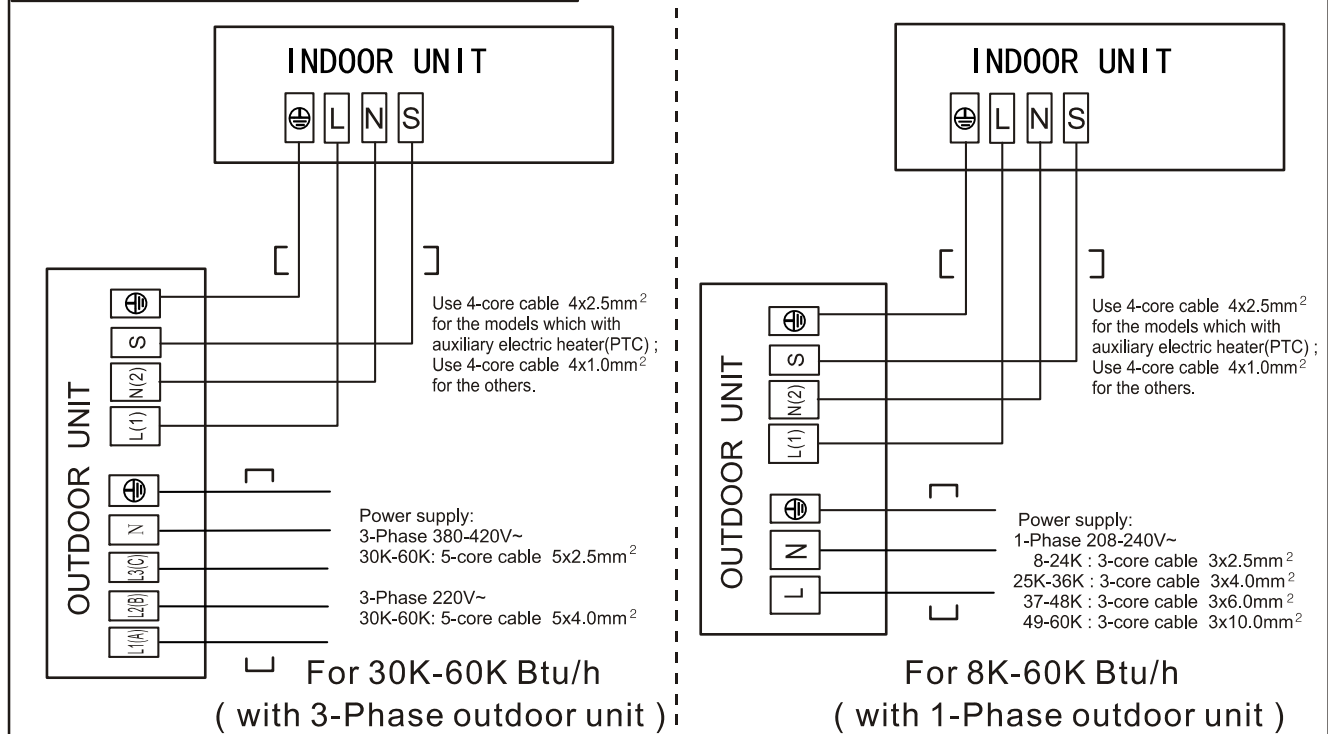 INDOOR UNIT
L N S
Use 4-core cable 4x2.5mm²
for the models which with
auxiliary electric heater(PTC) ;
Use 4-core cable 4x1.0mm²
for the others.
OUTDOOR UNIT
S
N(2)
L(1)
N
L3(C)
L2(B)
L1(A)
Power supply:
3-Phase 380-420V~
30K-60K: 5-core cable 5x2.5mm²
3-Phase 220V~
30K-60K: 5-core cable 5x4.0mm²
For 30K-60K Btu/h
( with 3-Phase outdoor unit )
INDOOR UNIT
L N S
Use 4-core cable 4x2.5mm²
for the models which with
auxiliary electric heater(PTC) ;
Use 4-core cable 4x1.0mm²
for the others.
OUTDOOR UNIT
S
N(2)
L(1)
N
L
Power supply:
1-Phase 208-240V~
8-24K : 3-core cable 3x2.5mm²
25K-36K : 3-core cable 3x4.0mm²
37-48K : 3-core cable 3x6.0mm²
49-60K : 3-core cable 3x10.0mm²
For 8K-60K Btu/h
( with 1-Phase outdoor unit )